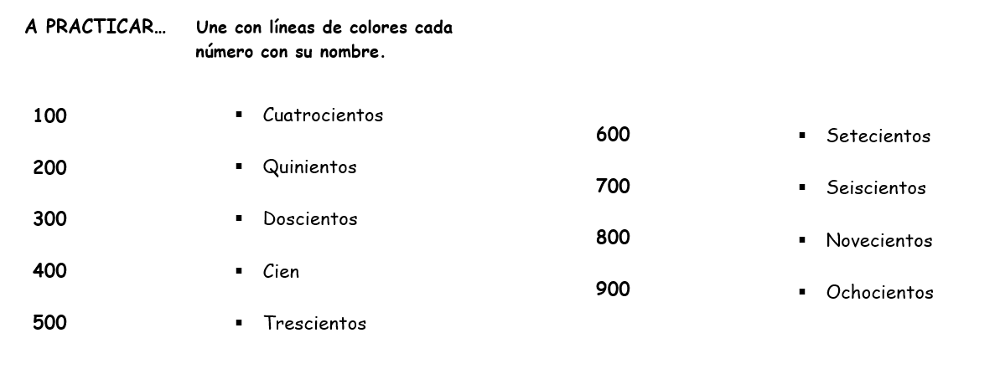 A PRACTICAR... Une con líneas de colores cada
número con su nombre.
100 ▪ Cuatrocientos
200 ▪ Quinientos
300 ▪ Doscientos
400 ▪ Cien
500 ▪ Trescientos
600 ▪ Setecientos
700 ▪ Seiscientos
800 ▪ Novecientos
900 ▪ Ochocientos